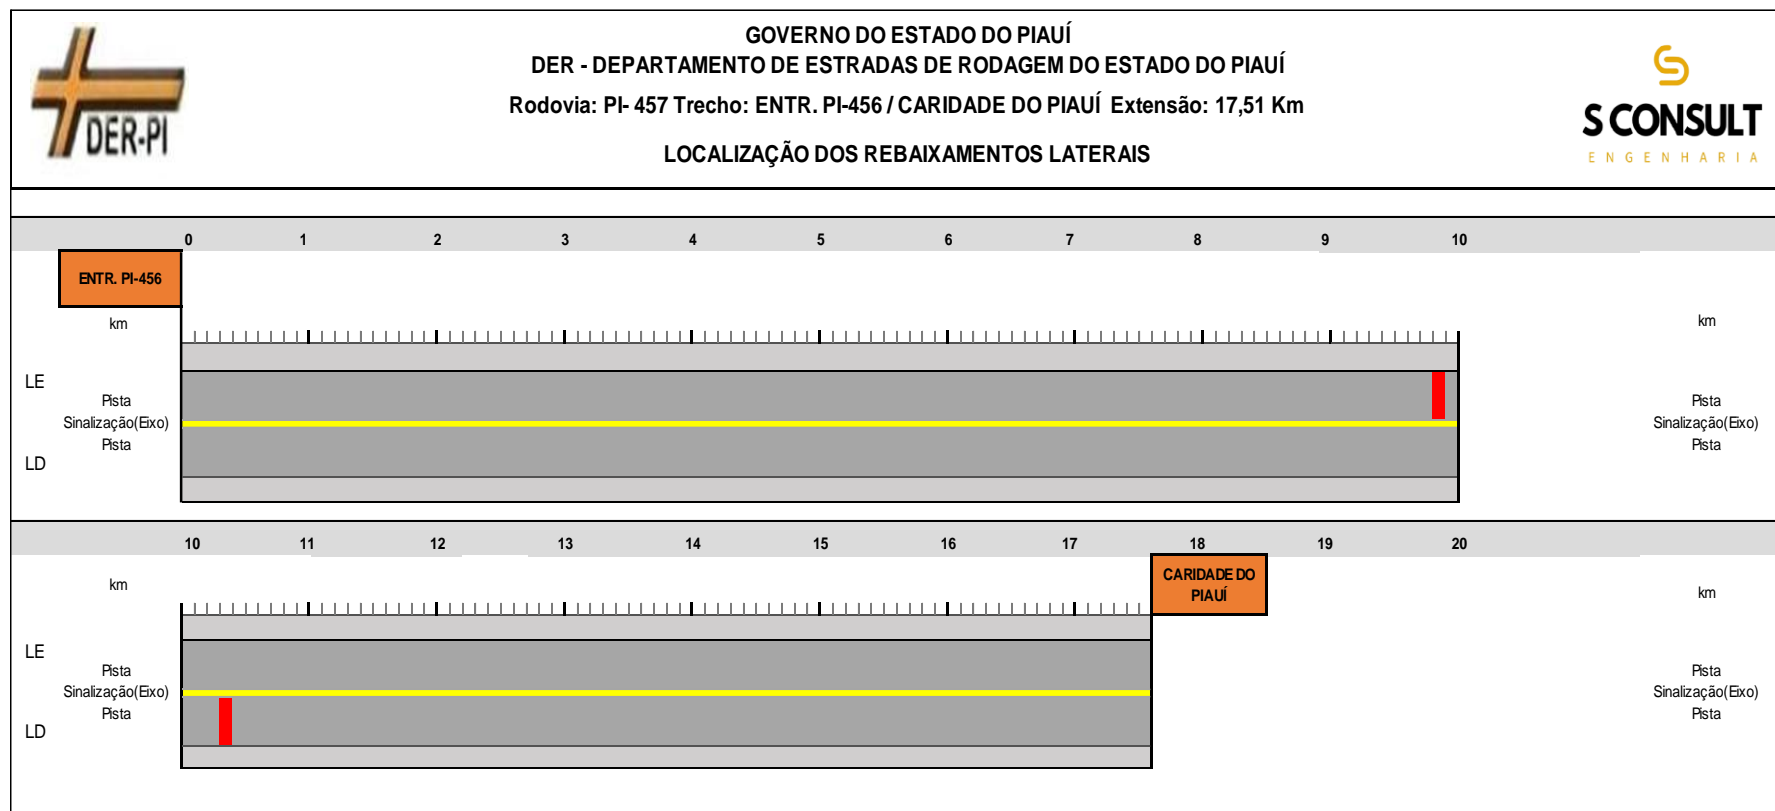 GOVERNO DO ESTADO DO PIAUÍ
DER - DEPARTAMENTO DE ESTRADAS DE RODAGEM DO ESTADO DO PIAUÍ
Rodovia: PI- 457 Trecho: ENTR. PI-456 / CARIDADE DO PIAUÍ Extensão: 17,51 Km
LOCALIZAÇÃO DOS REBAIXAMENTOS LATERAIS
DER-PI
S CONSULT
ENGENHARIA
0 1 2 3 4 5 6 7 8 9 10
ENTR. PI-456
km km
LE
Pista Pista
Sinalização(Eixo) Sinalização(Eixo)
Pista Pista
LD
10 11 12 13 14 15 16 17 18 19 20
CARIDADE DO
PIAUÍ
km km
LE
Pista Pista
Sinalização(Eixo) Sinalização(Eixo)
Pista Pista
LD